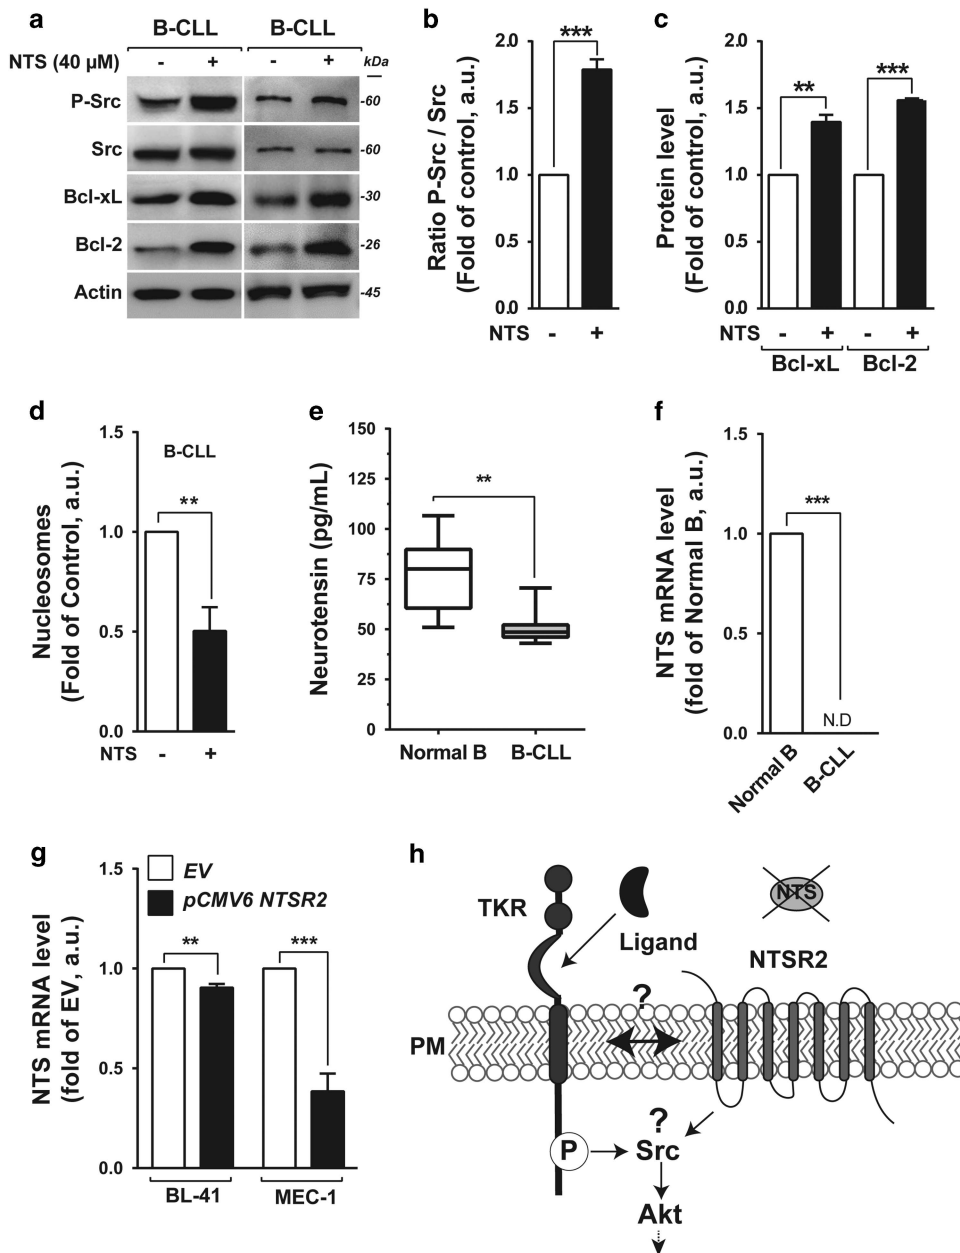 a
B-CLL B-CLL
NTS (40 µM) - + - + kDa
P-Src -60
Src -60
Bcl-xL -30
Bcl-2 -26
Actin -45
b
Ratio P-Src / Src
(Fold of control, a.u.)
2.0
1.5
1.0
0.5
0.0
***
NTS - +
c
Protein level
(Fold of control, a.u.)
2.0
1.5
1.0
0.5
0.0
** ***
NTS - + - +
Bcl-xL Bcl-2
d
Nucleosomes
(Fold of Control, a.u.)
1.5
1.0
0.5
0.0
B-CLL
**
NTS - +
e
Neurotensin (pg/mL)
150
125
100
75
50
25
0
**
Normal B B-CLL
f
NTS mRNA level
(fold of Normal B, a.u.)
1.5
1.0
0.5
0.0
***
N.D
Normal B B-CLL
g
NTS mRNA level
(fold of EV, a.u.)
1.5
1.0
0.5
0.0
EV
pCMV6 NTSR2
** ***
BL-41 MEC-1
h
TKR
Ligand
NTS
NTSR2
?
PM
?
P Src
Akt